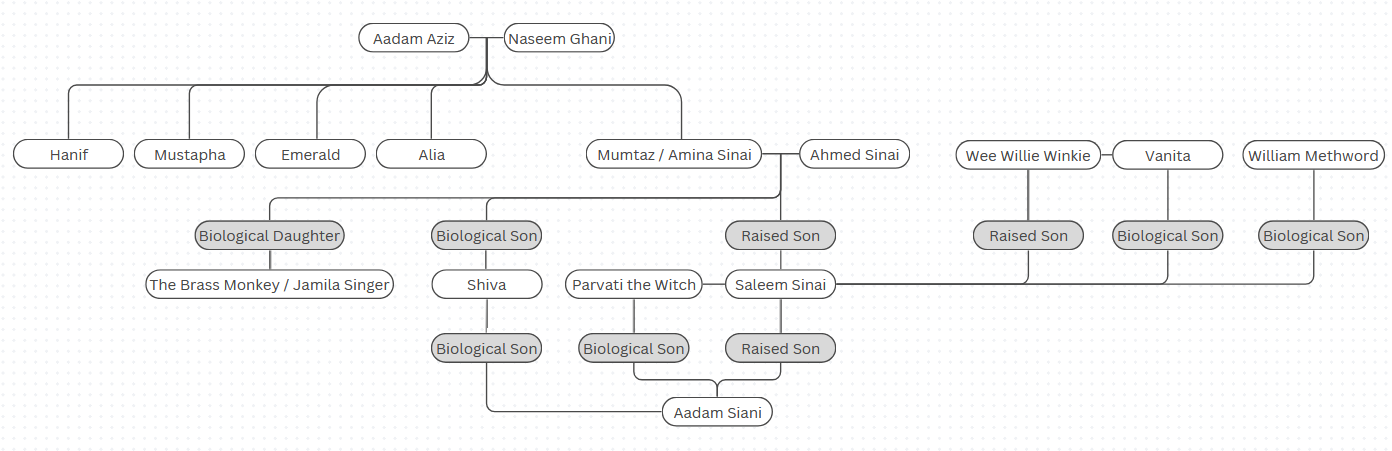 Aadam Aziz
Naseem Ghani
Hanif
Mustapha
Emerald
Alia
Mumtaz / Amina Sinai
Ahmed Sinai
Wee Willie Winkie
Vanita
William Methword
Biological Daughter
Biological Son
Raised Son
Raised Son
Biological Son
Biological Son
The Brass Monkey / Jamila Singer
Shiva
Parvati the Witch
Saleem Sinai
Biological Son
Biological Son
Raised Son
Aadam Siani